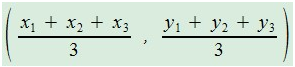 ( (x₁ + x₂ + x₃)/3 , (y₁ + y₂ + y₃)/3 )